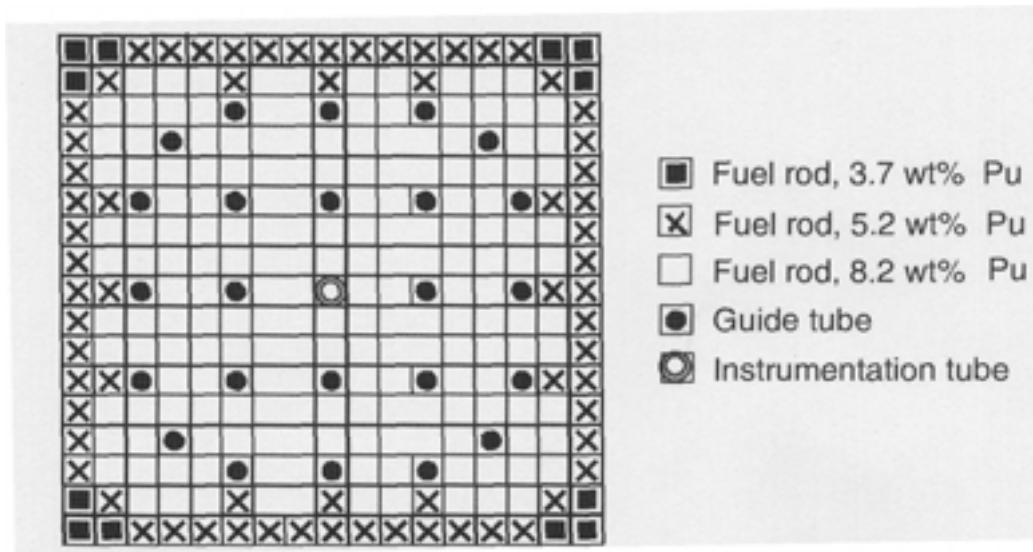 Fuel rod, 3.7 wt% Pu
Fuel rod, 5.2 wt% Pu
Fuel rod, 8.2 wt% Pu
Guide tube
Instrumentation tube